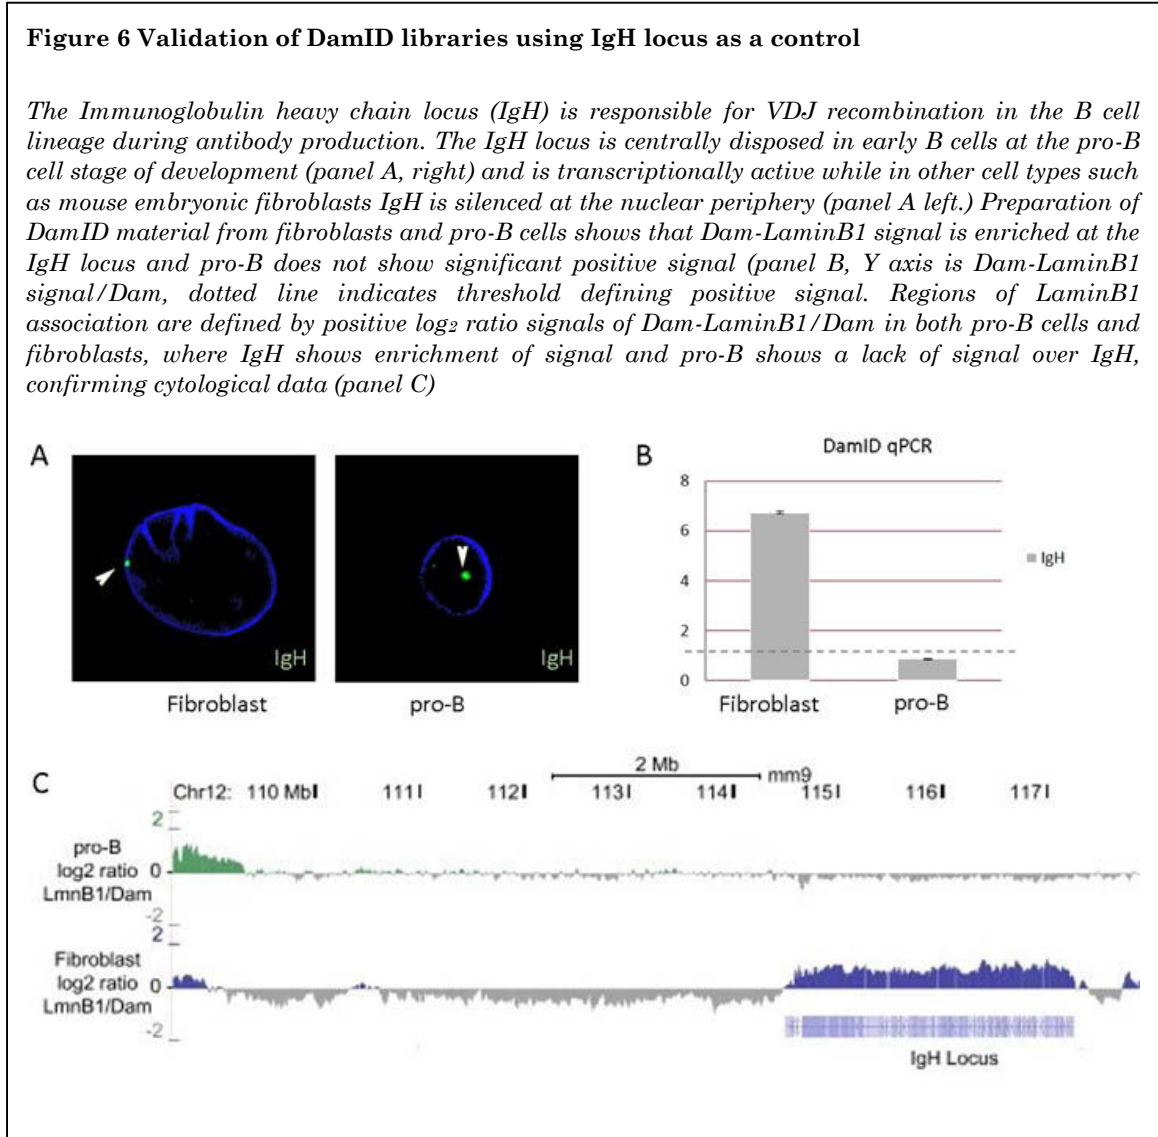 Figure 6 Validation of DamID libraries using IgH locus as a control
The Immunoglobulin heavy chain locus (IgH) is responsible for VDJ recombination in the B cell
lineage during antibody production. The IgH locus is centrally disposed in early B cells at the pro-B
cell stage of development (panel A, right) and is transcriptionally active while in other cell types such
as mouse embryonic fibroblasts IgH is silenced at the nuclear periphery (panel A left.) Preparation of
DamID material from fibroblasts and pro-B cells shows that Dam-LaminB1 signal is enriched at the
IgH locus and pro-B does not show significant positive signal (panel B, Y axis is Dam-LaminB1
signal/Dam, dotted line indicates threshold defining positive signal. Regions of LaminB1
association are defined by positive log₂ ratio signals of Dam-LaminB1/Dam in both pro-B cells and
fibroblasts, where IgH shows enrichment of signal and pro-B shows a lack of signal over IgH,
confirming cytological data (panel C)
A
IgH
IgH
Fibroblast
pro-B
B
DamID qPCR
8
6
4
2
0
IgH
Fibroblast
pro-B
C
2 Mb
mm9
Chr12: 110 Mb 111 112 113 114 115 116 117
2
pro-B
log2 ratio 0
LmnB1/Dam
-2
2
Fibroblast
log2 ratio 0
LmnB1/Dam
-2
IgH Locus